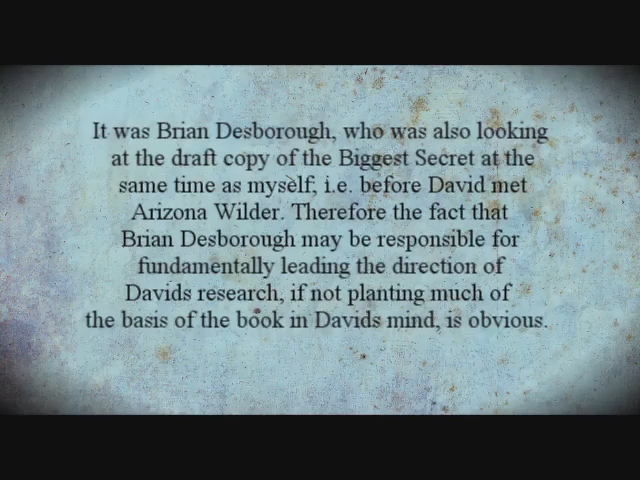 It was Brian Desborough, who was also looking
at the draft copy of the Biggest Secret at the
same time as myself, i.e. before David met
Arizona Wilder. Therefore the fact that
Brian Desborough may be responsible for
fundamentally leading the direction of
Davids research, if not planting much of
the basis of the book in Davids mind, is obvious.